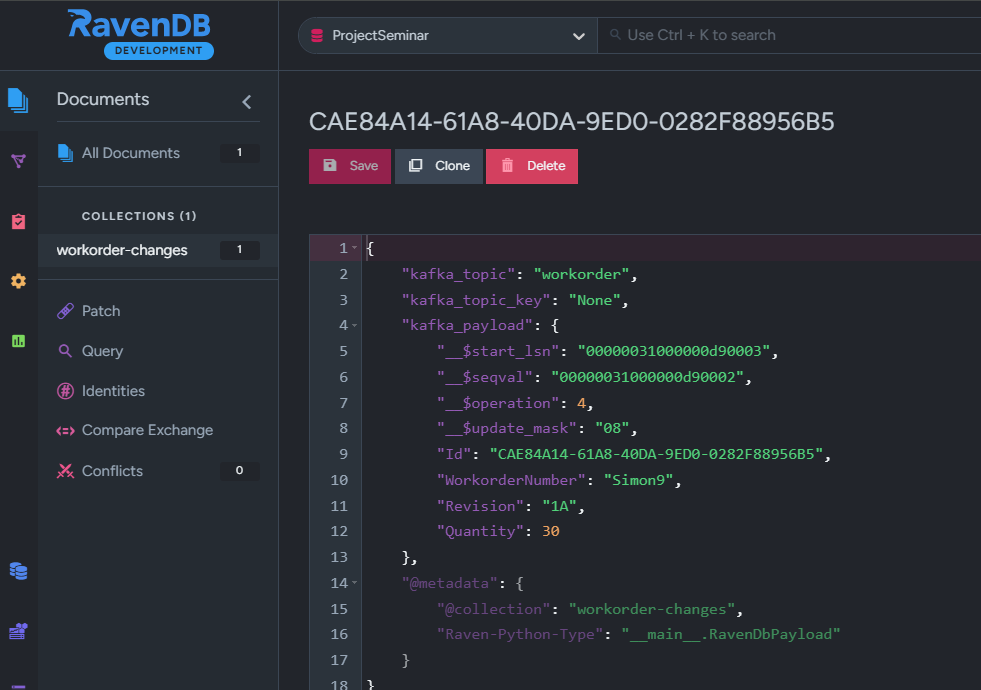 RavenDB
DEVELOPMENT
ProjectSeminar
Use Ctrl + K to search
Documents
All Documents 1
COLLECTIONS (1)
workorder-changes 1
Patch
Query
Identities
Compare Exchange
Conflicts 0
CAE84A14-61A8-40DA-9ED0-0282F88956B5
Save Clone Delete
1 {
2 "kafka_topic": "workorder",
3 "kafka_topic_key": "None",
4 "kafka_payload": {
5 "__$start_lsn": "00000031000000d90003",
6 "__$seqval": "00000031000000d90002",
7 "__$operation": 4,
8 "__$update_mask": "08",
9 "Id": "CAE84A14-61A8-40DA-9ED0-0282F88956B5",
10 "WorkorderNumber": "Simon9",
11 "Revision": "1A",
12 "Quantity": 30
13 },
14 "@metadata": {
15 "@collection": "workorder-changes",
16 "Raven-Python-Type": "__main__.RavenDbPayload"
17 }
18 }